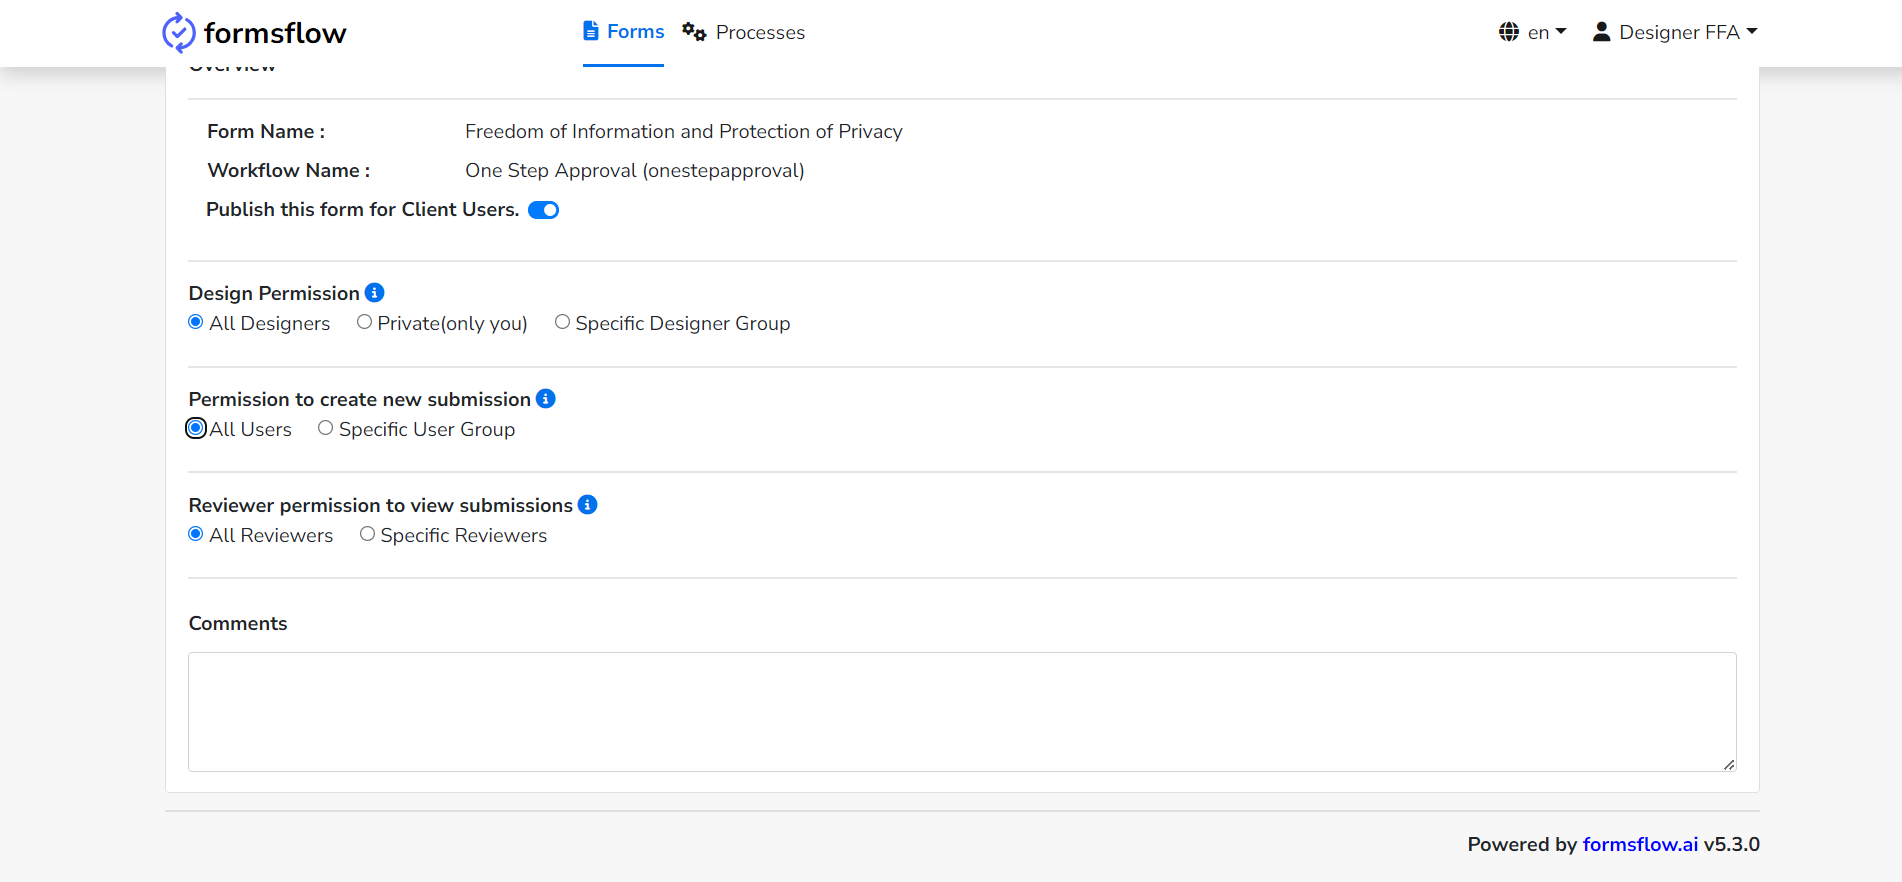 formsflow
Forms
Processes
en
Designer FFA
Overview
Form Name :
Freedom of Information and Protection of Privacy
Workflow Name :
One Step Approval (onestepapproval)
Publish this form for Client Users.
Design Permission
All Designers
Private(only you)
Specific Designer Group
Permission to create new submission
All Users
Specific User Group
Reviewer permission to view submissions
All Reviewers
Specific Reviewers
Comments
Powered by formsflow.ai v5.3.0